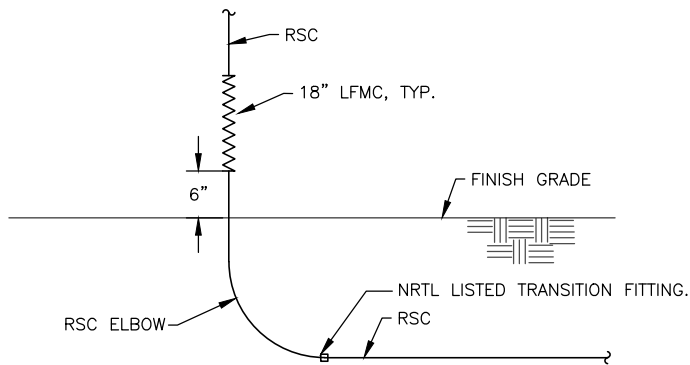 RSC
18” LFMC, TYP.
6”
FINISH GRADE
NRTL LISTED TRANSITION FITTING.
RSC
RSC ELBOW